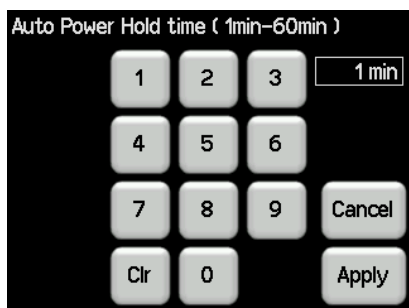 Auto Power Hold time ( 1min-60min )
1 2 3 1 min
4 5 6
7 8 9 Cancel
Clr 0 Apply